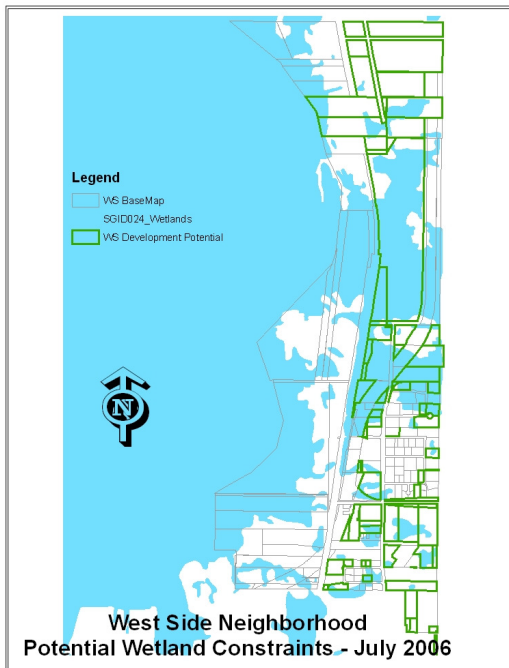 Legend
WS BaseMap
SGID024_Wetlands
WS Development Potential
N
West Side Neighborhood
Potential Wetland Constraints - July 2006